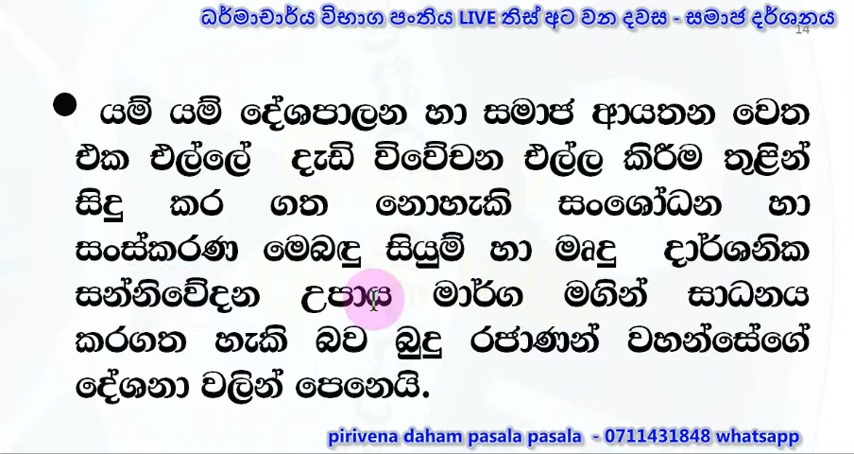 ධර්මාචාර්ය විභාග පංතිය LIVE තිස් අට වන දවස - සමාජ දර්ශනය
14
● යම් යම් දේශපාලන හා සමාජ ආයතන වෙත
එක එල්ලේ දැඩි විවේචන එල්ල කිරීම තුළින්
සිදු කර ගත නොහැකි සංශෝධන හා
සංස්කරණ මෙබඳු සියුම් හා මෘදු දාර්ශනික
සන්නිවේදන උපාය මාර්ග මගින් සාධනය
කරගත හැකි බව බුදු රජාණන් වහන්සේගේ
දේශනා වලින් පෙනෙයි.
pirivena daham pasala pasala - 0711431848 whatsapp